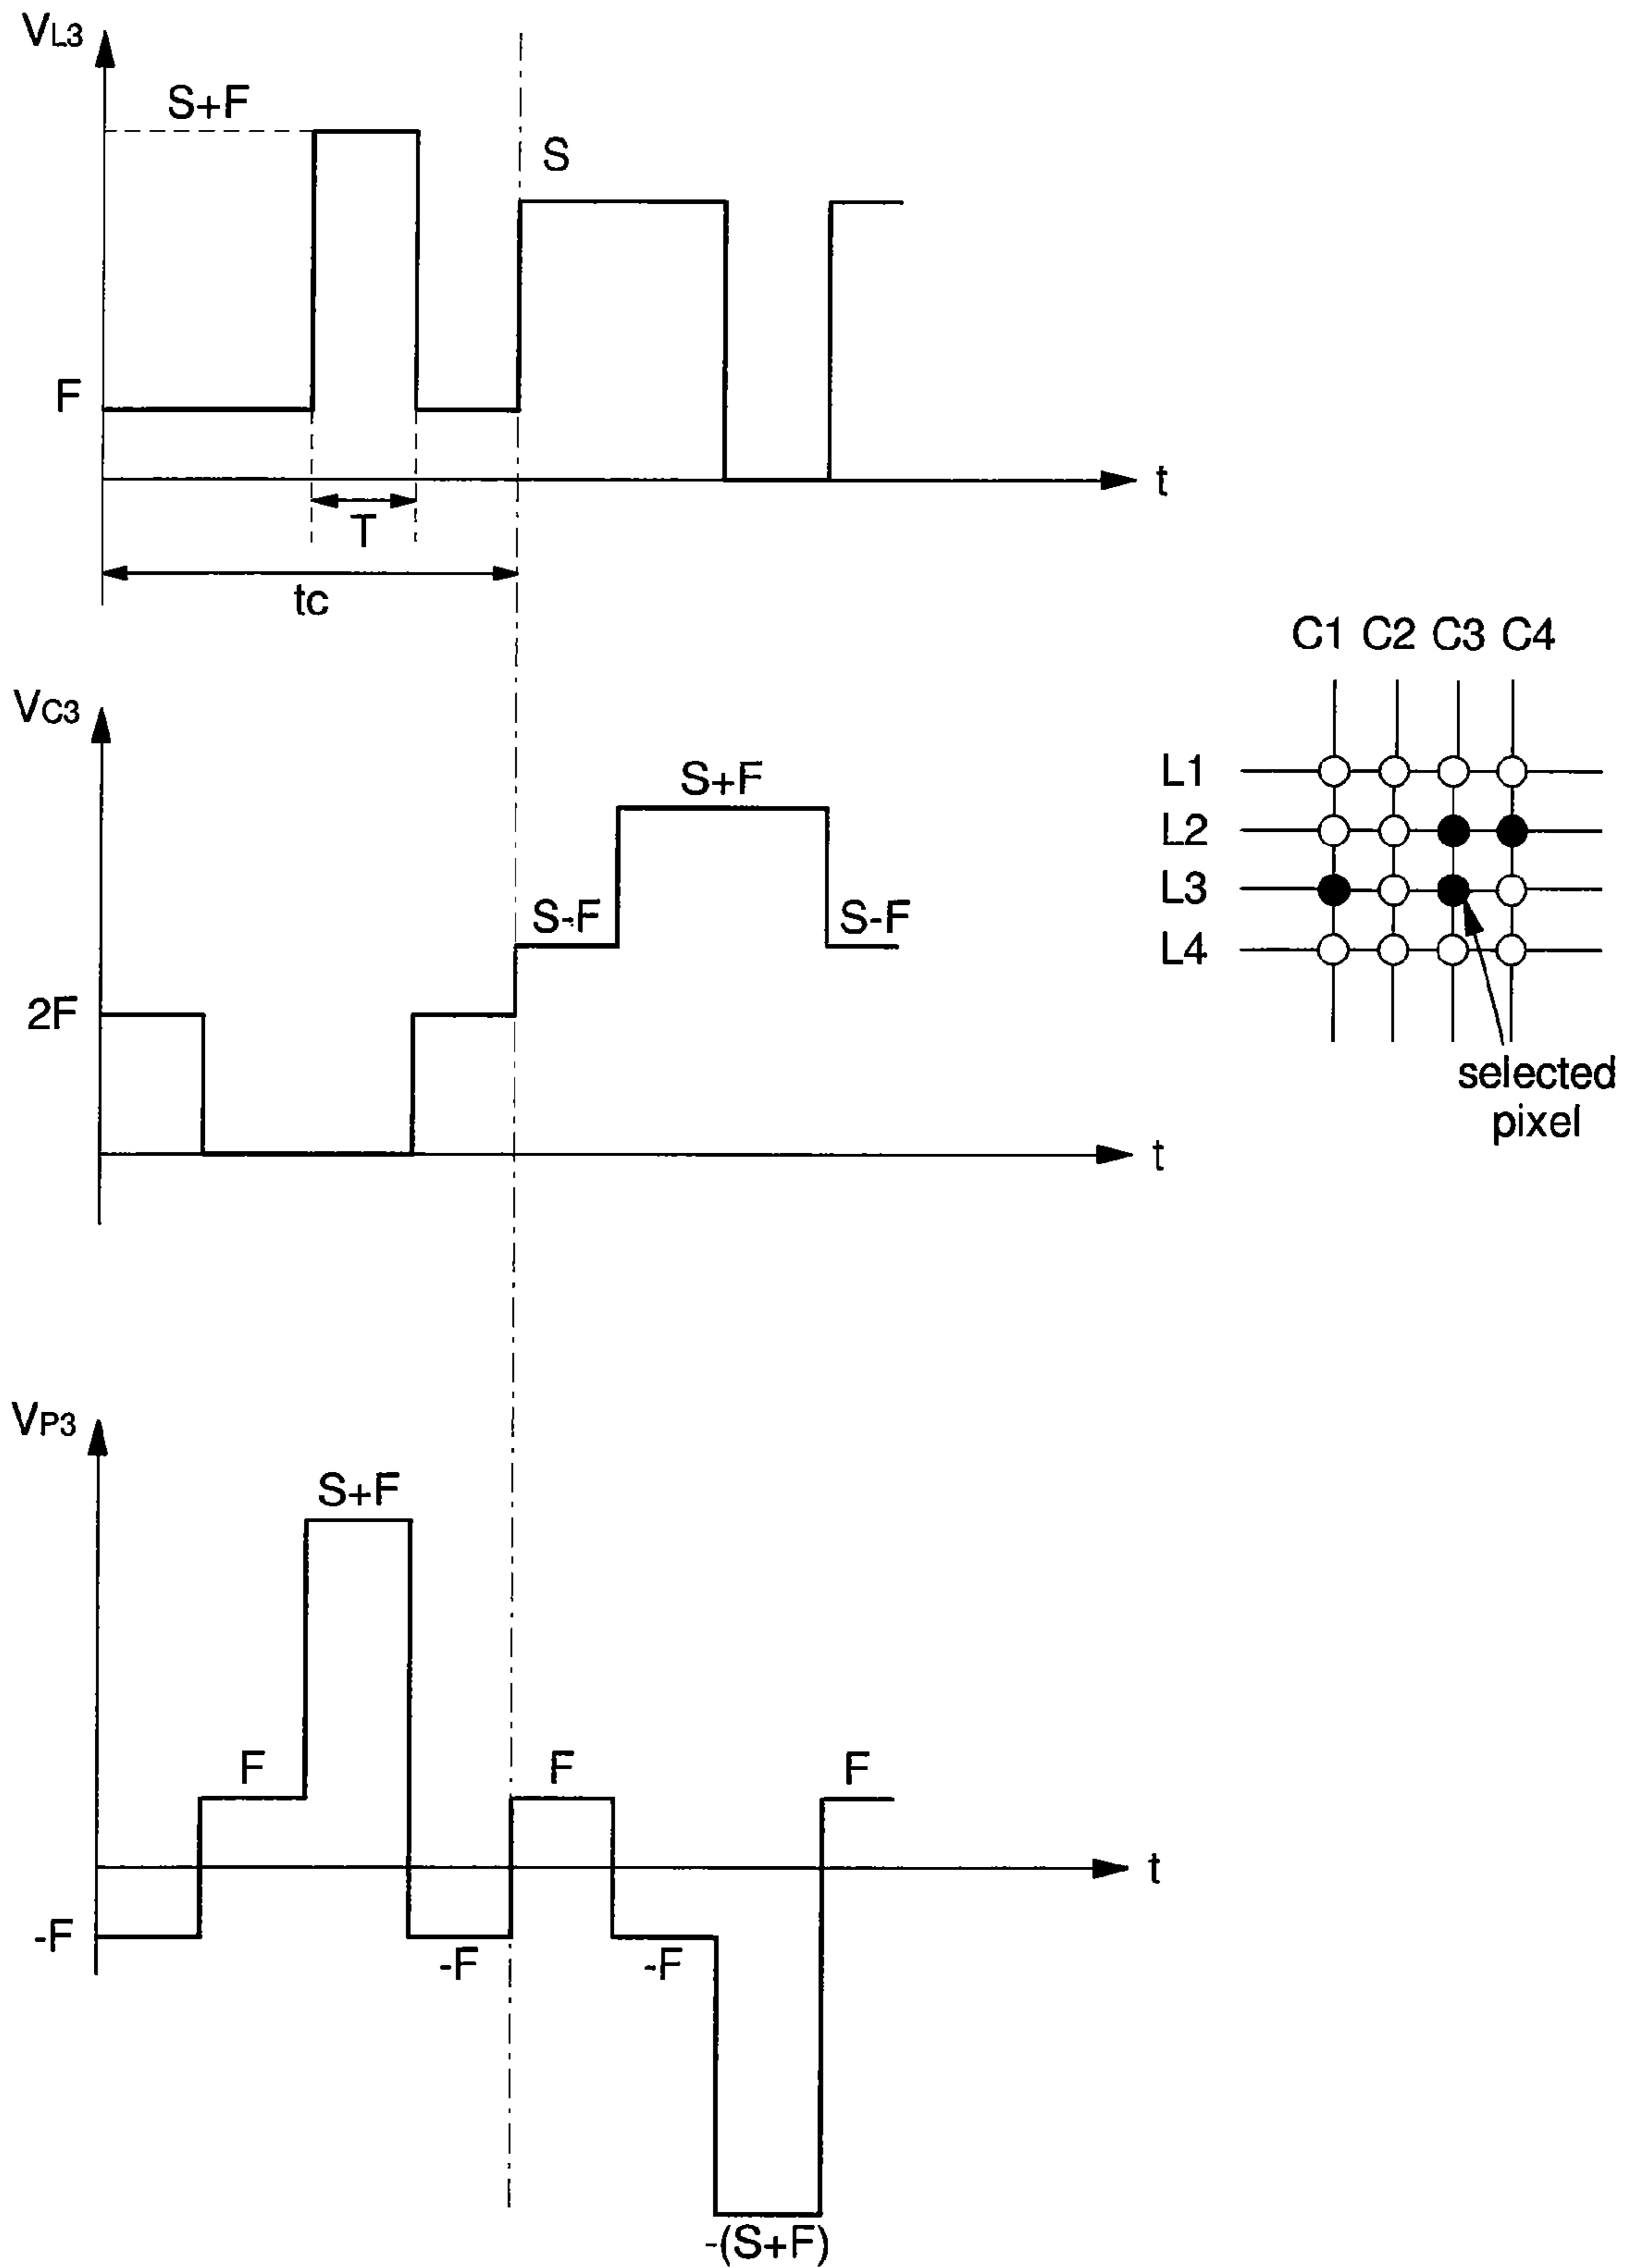 VL3
S+F
S
F
t
T
tc
C1 C2 C3 C4
VC3
L1
S+F
L2
S-F
S-F
L3
L4
2F
selected
pixel
t
VP3
S+F
F
F
F
t
-F
-F
-F
-(S+F)